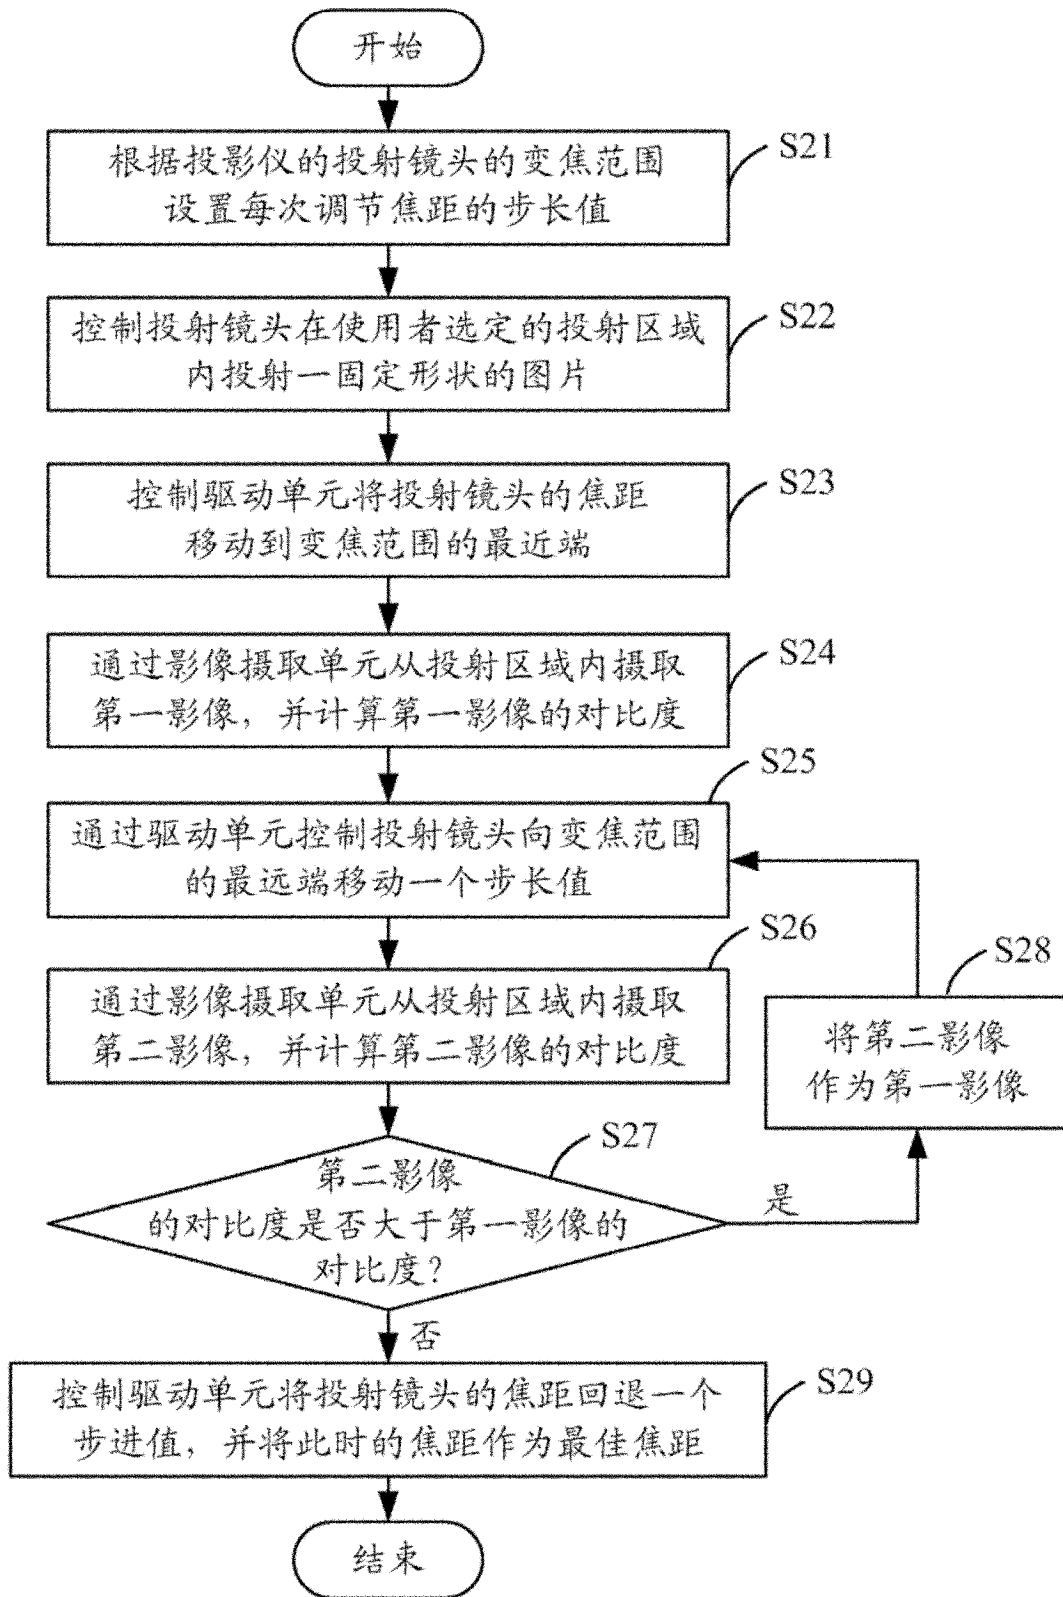 开始
根据投影仪的投射镜头的变焦范围
设置每次调节焦距的步长值
S21
控制投射镜头在使用者选定的投射区域
内投射一固定形状的图片
S22
控制驱动单元将投射镜头的焦距
移动到变焦范围的最近端
S23
通过影像摄取单元从投射区域内摄取
第一影像，并计算第一影像的对比度
S24
通过驱动单元控制投射镜头向变焦范围
的最远端移动一个步长值
S25
通过影像摄取单元从投射区域内摄取
第二影像，并计算第二影像的对比度
S26
第二影像
的对比度是否大于第一影像的
对比度？
S27
是
将第二影像
作为第一影像
S28
否
控制驱动单元将投射镜头的焦距回退一个
步进值，并将此时的焦距作为最佳焦距
S29
结束